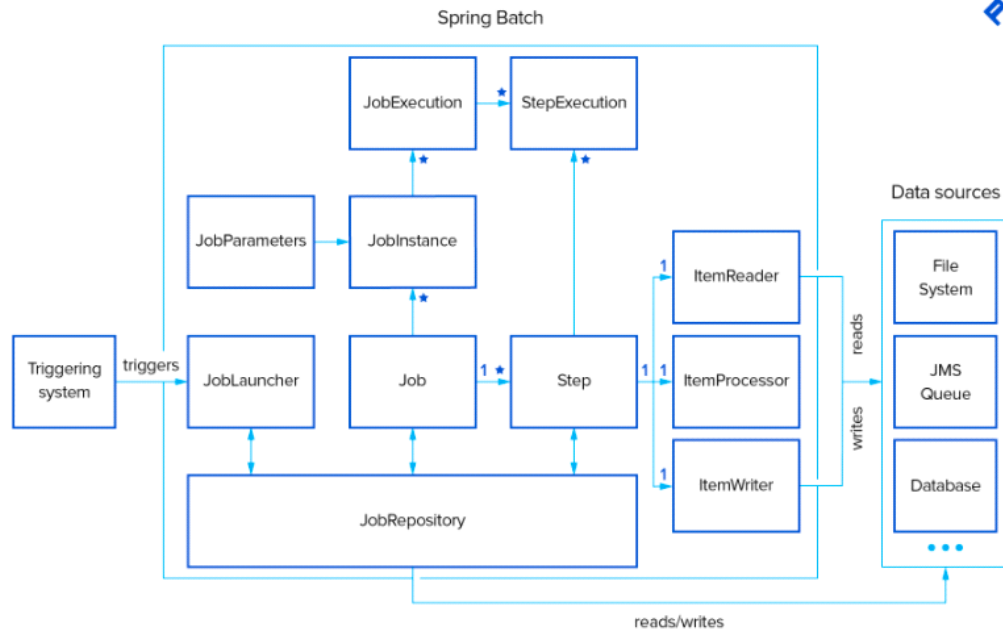 Spring Batch
JobExecution
StepExecution
Data sources
JobParameters
JobInstance
ItemReader
File
System
1
reads
Triggering
system
triggers
JobLauncher
Job
1
Step
1
1
ItemProcessor
JMS
Queue
writes
1
ItemWriter
Database
JobRepository
reads/writes